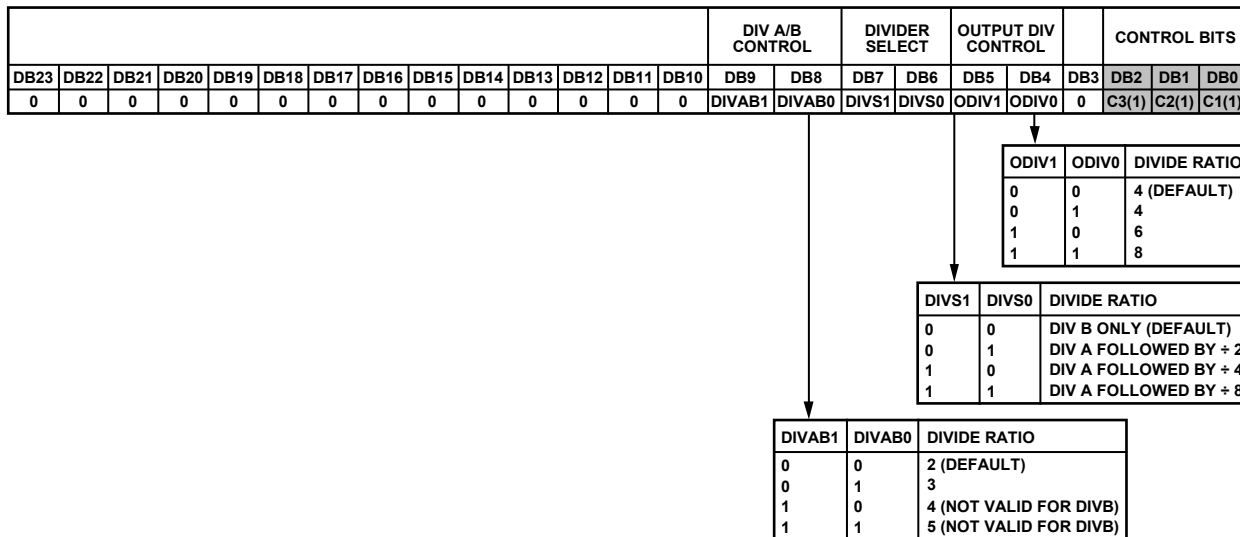 DIV A/B CONTROL DIVIDER SELECT OUTPUT DIV CONTROL CONTROL BITS
DB23 DB22 DB21 DB20 DB19 DB18 DB17 DB16 DB15 DB14 DB13 DB12 DB11 DB10 DB9 DB8 DB7 DB6 DB5 DB4 DB3 DB2 DB1 DB0
0 0 0 0 0 0 0 0 0 0 0 0 0 0 DIVAB1 DIVAB0 DIVS1 DIVS0 ODIV1 ODIV0 0 C3(1) C2(1) C1(1)
ODIV1 ODIV0 DIVIDE RATIO
0 0 4 (DEFAULT)
0 1 4
1 0 6
1 1 8
DIVS1 DIVS0 DIVIDE RATIO
0 0 DIV B ONLY (DEFAULT)
0 1 DIV A FOLLOWED BY ÷ 2
1 0 DIV A FOLLOWED BY ÷ 4
1 1 DIV A FOLLOWED BY ÷ 8
DIVAB1 DIVAB0 DIVIDE RATIO
0 0 2 (DEFAULT)
0 1 3
1 0 4 (NOT VALID FOR DIVB)
1 1 5 (NOT VALID FOR DIVB)